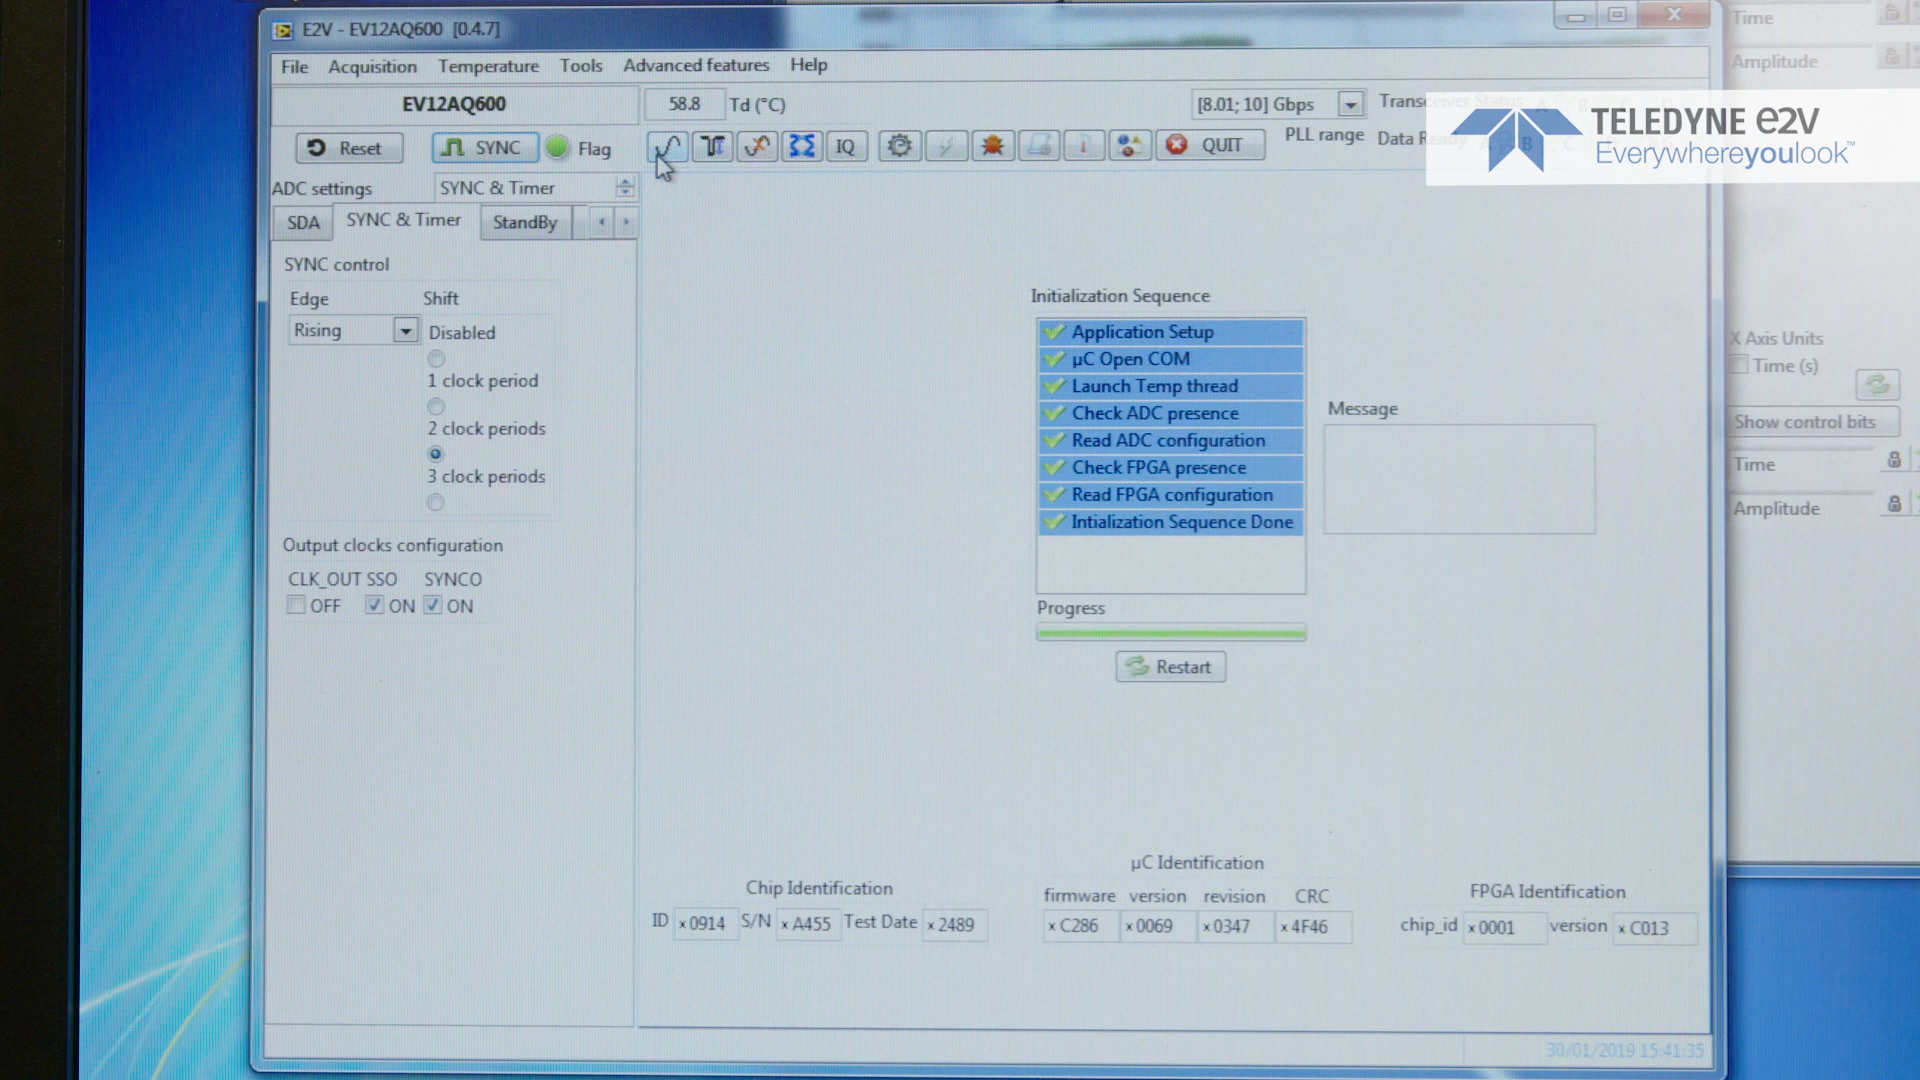 E2V - EV12AQ600 [0.4.7]
File Acquisition Temperature Tools Advanced features Help
EV12AQ600
58.8 Td (°C)
[8.01; 10] Gbps
PLL range
Reset SYNC Flag
IQ
QUIT
ADC settings SYNC & Timer
SDA SYNC & Timer StandBy
SYNC control
Edge Shift
Rising Disabled
1 clock period
2 clock periods
3 clock periods
Output clocks configuration
CLK_OUT SSO SYNCO
OFF ON ON
Initialization Sequence
Application Setup
µC Open COM
Launch Temp thread
Check ADC presence
Read ADC configuration
Check FPGA presence
Read FPGA configuration
Intialization Sequence Done
Message
Progress
Restart
Chip Identification
ID x 0914 S/N x A455 Test Date x 2489
µC Identification
firmware version revision CRC
x C286 x 0069 x 0347 x 4F46
FPGA Identification
chip_id x 0001 version x C013
30/01/2019 15:41:35
Time
Amplitude
TELEDYNE e2v
Everywhereyoulook™
X Axis Units
Time (s)
Show control bits
Time
Amplitude